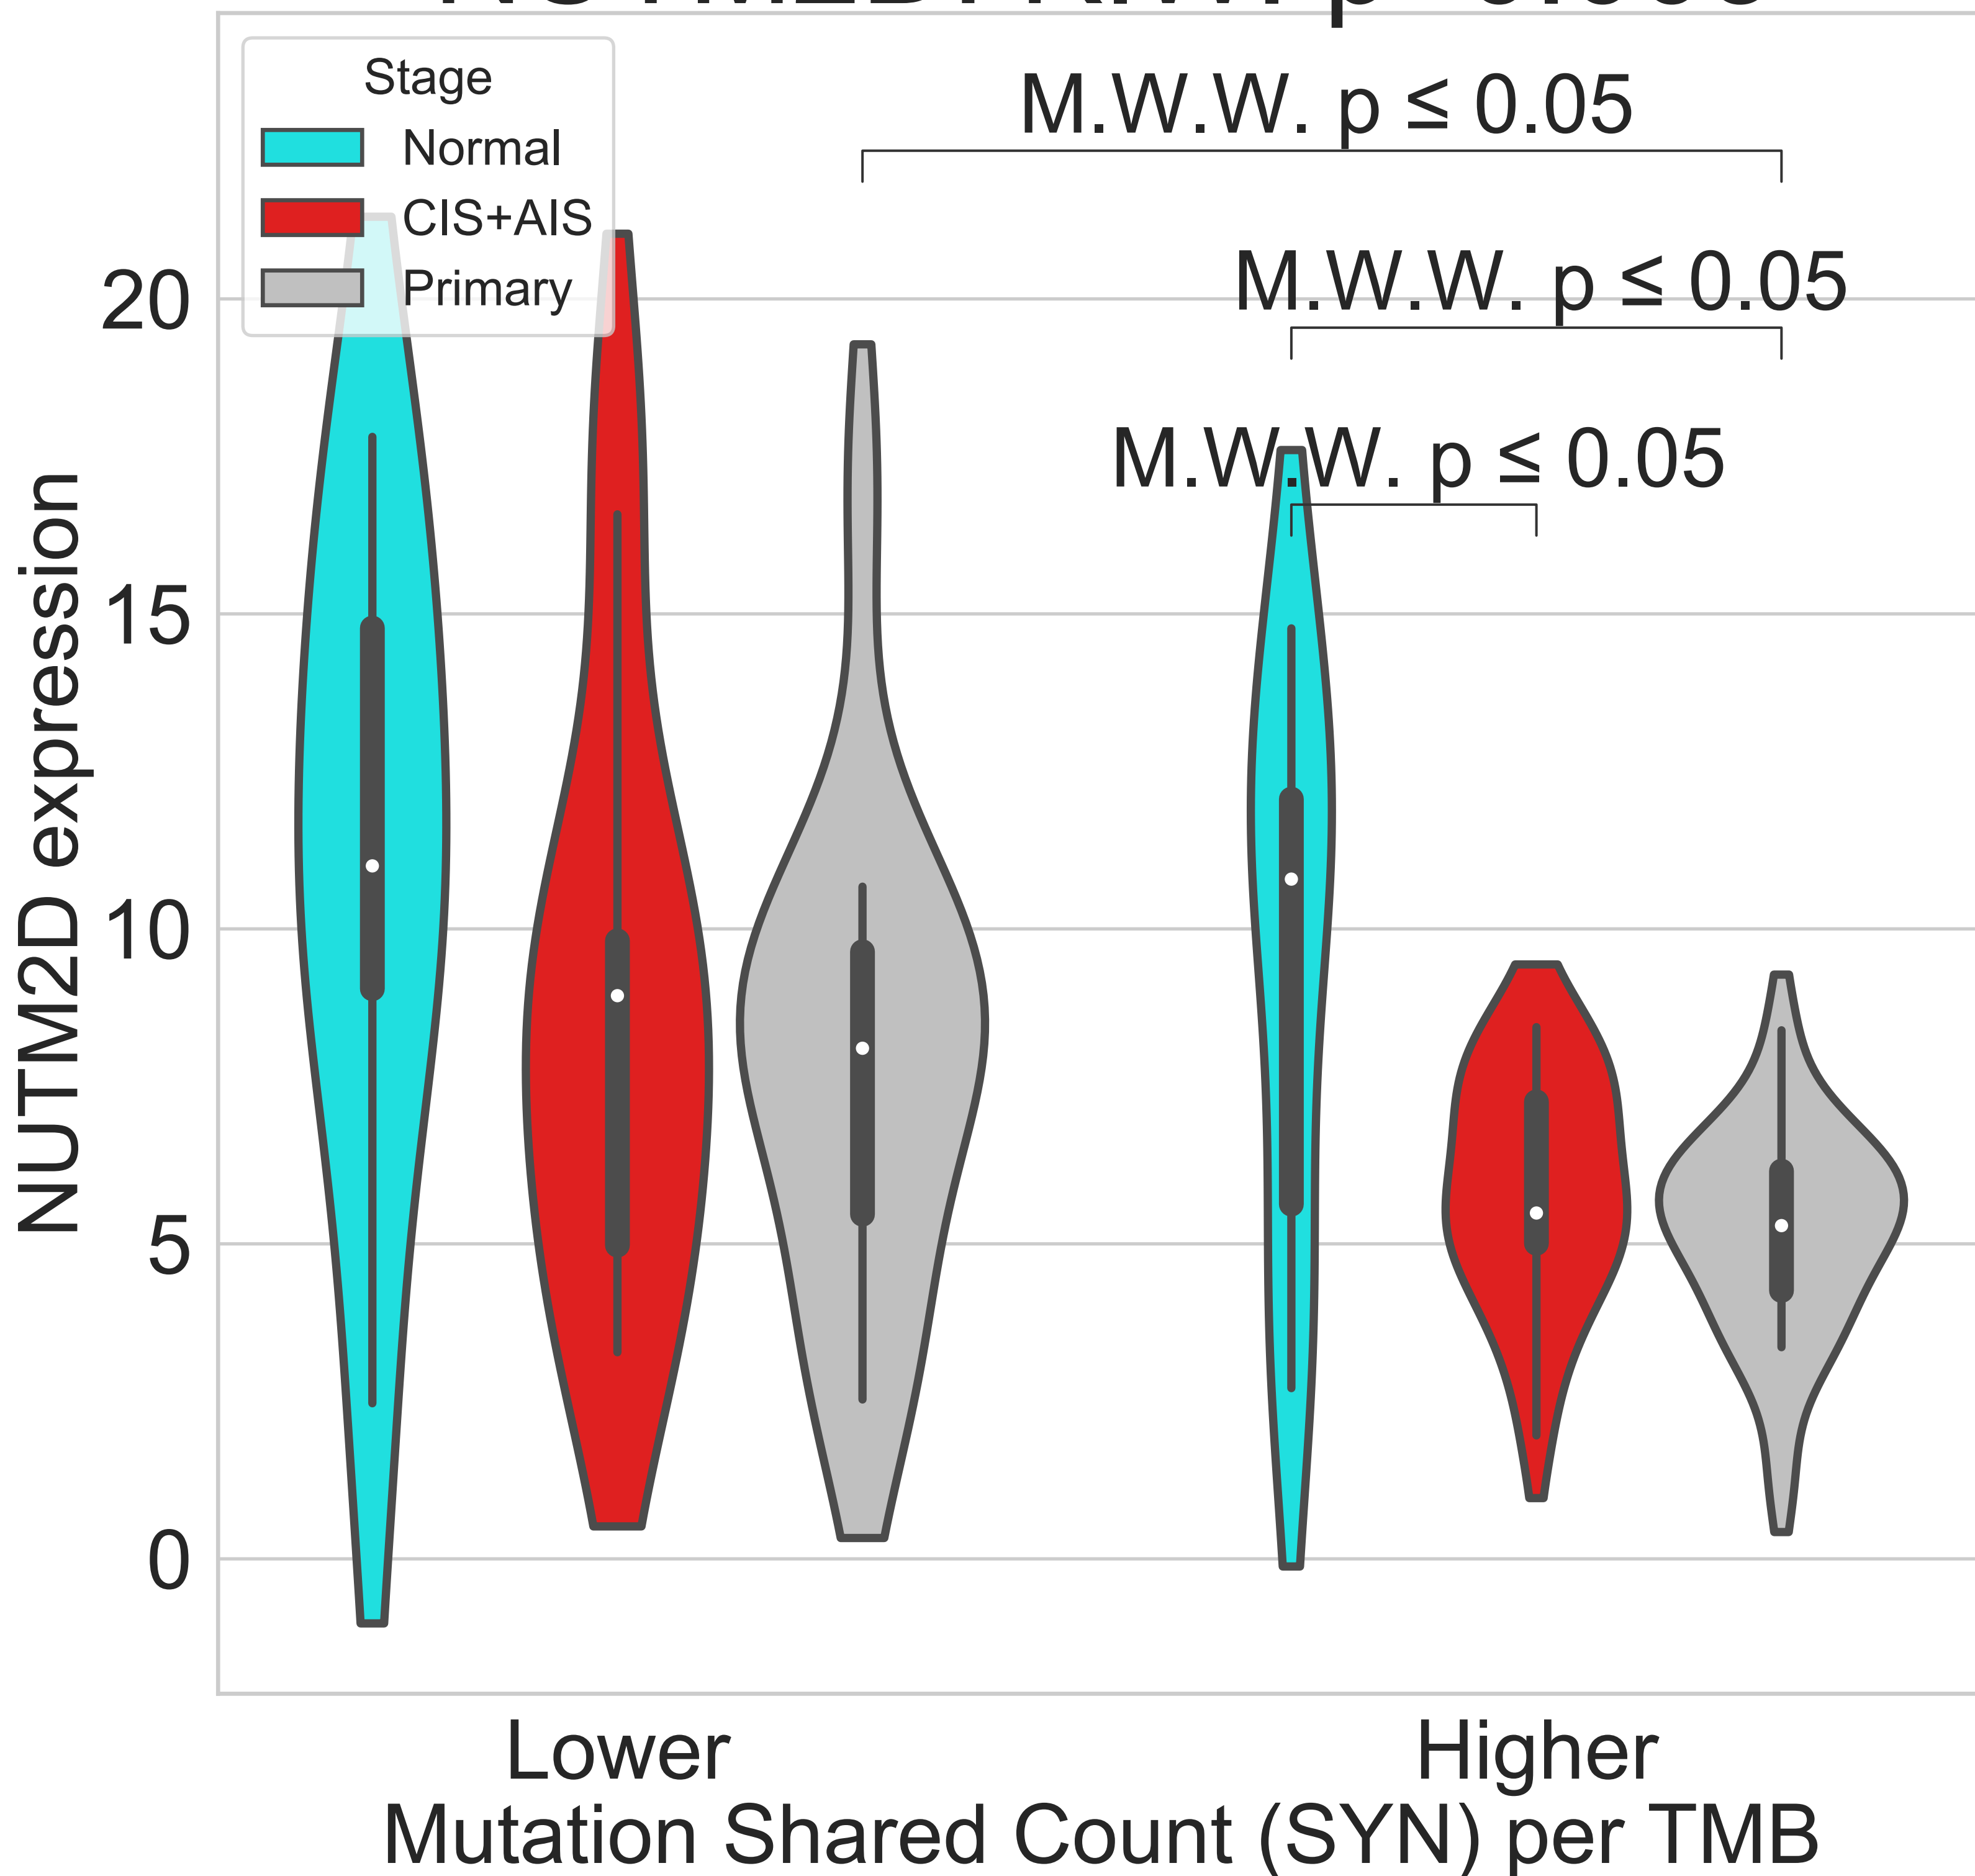 Stage
Normal
CIS+AIS
Primary
M.W.W. p ≤ 0.05
M.W.W. p ≤ 0.05
M.W.W. p ≤ 0.05
NUTM2D expression
20
15
10
5
0
Lower
Higher
Mutation Shared Count (SYN) per TMB